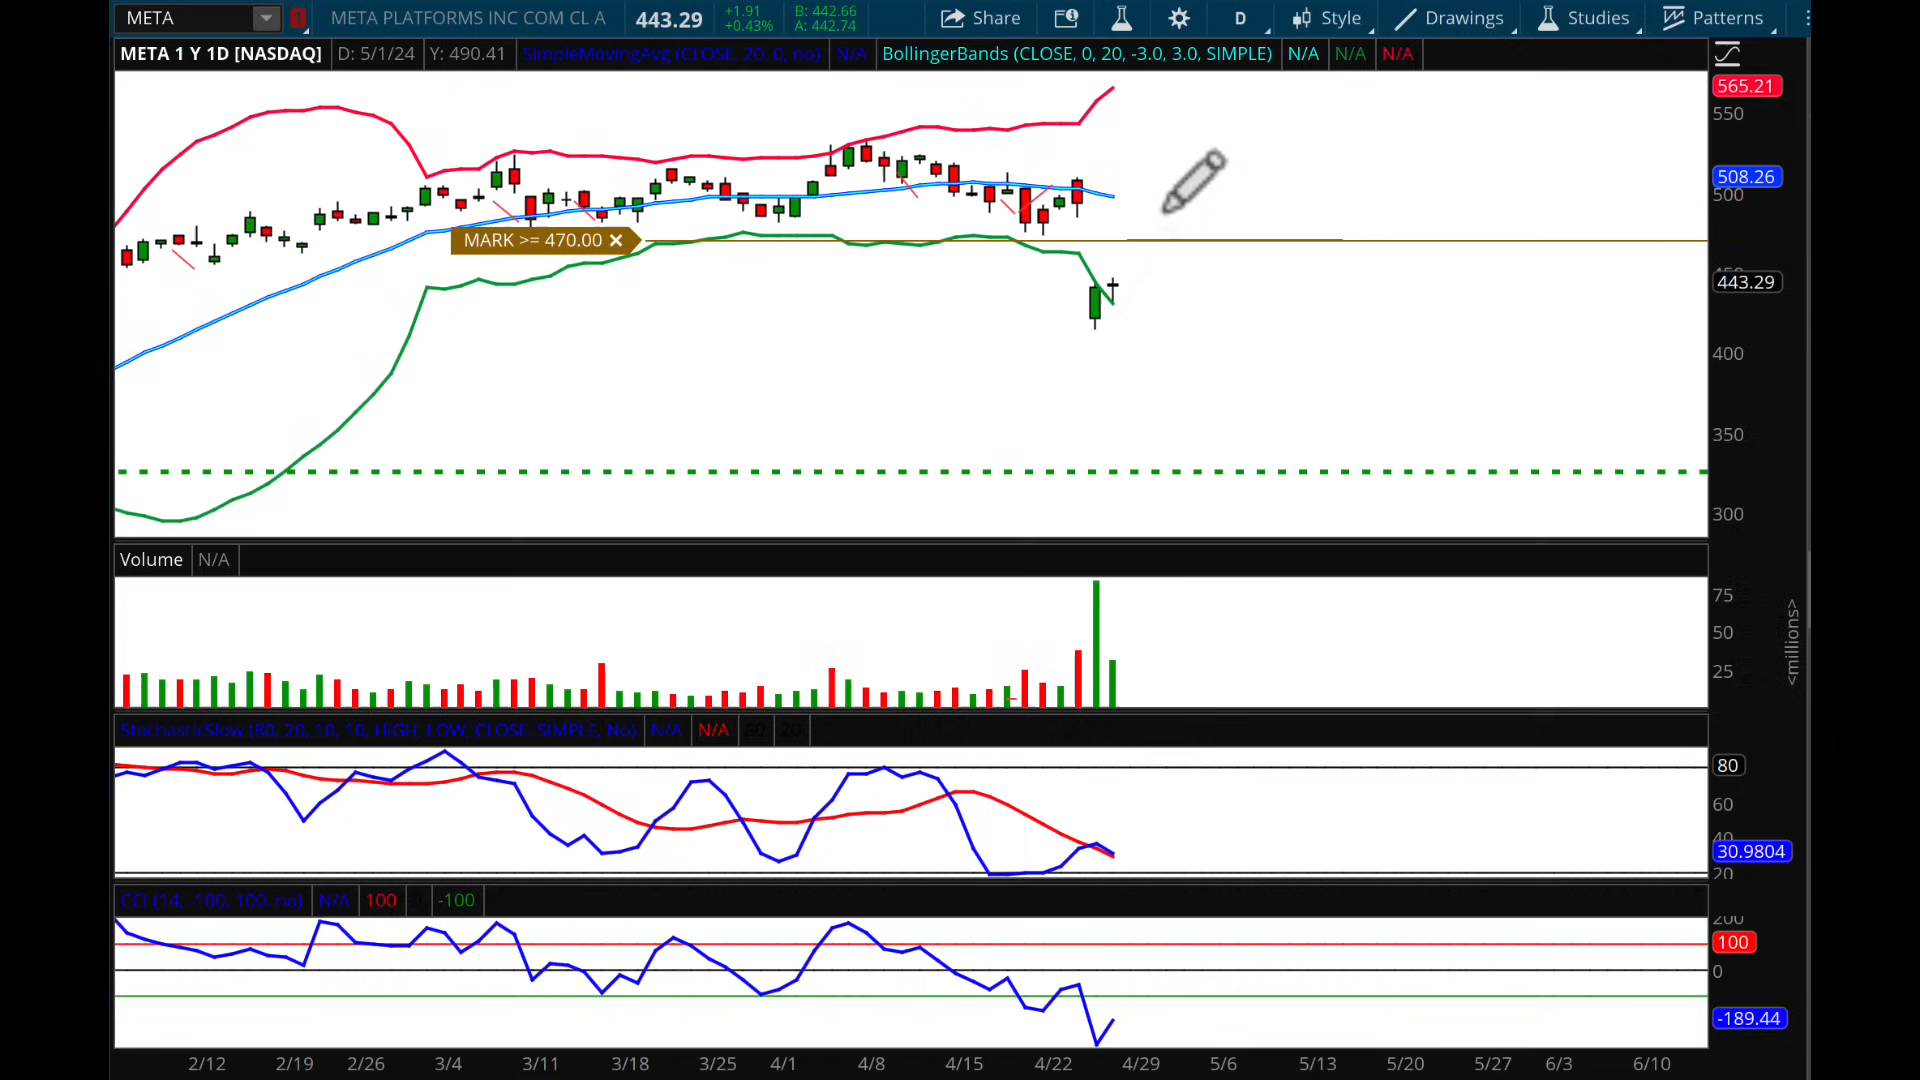 META 1 META PLATFORMS INC COM CL A 443.29 +1.91 +0.43% B: 442.66 A: 442.74 Share D Style Drawings Studies Patterns
META 1 Y 1D [NASDAQ] D: 5/1/24 Y: 490.41 SimpleMovingAvg (CLOSE, 20, 0, no) N/A BollingerBands (CLOSE, 0, 20, -3.0, 3.0, SIMPLE) N/A N/A N/A
565.21
550
508.26
500
MARK >= 470.00
450
443.29
400
350
300
Volume N/A
75
50
25
<millions>
StochasticSlow (80, 20, 10, 10, HIGH, LOW, CLOSE, SIMPLE, No) N/A N/A 80 20
80
60
40
30.9804
20
CCI (14, -100, 100, no) N/A 100 -100
200
100
0
-189.44
2/12 2/19 2/26 3/4 3/11 3/18 3/25 4/1 4/8 4/15 4/22 4/29 5/6 5/13 5/20 5/27 6/3 6/10